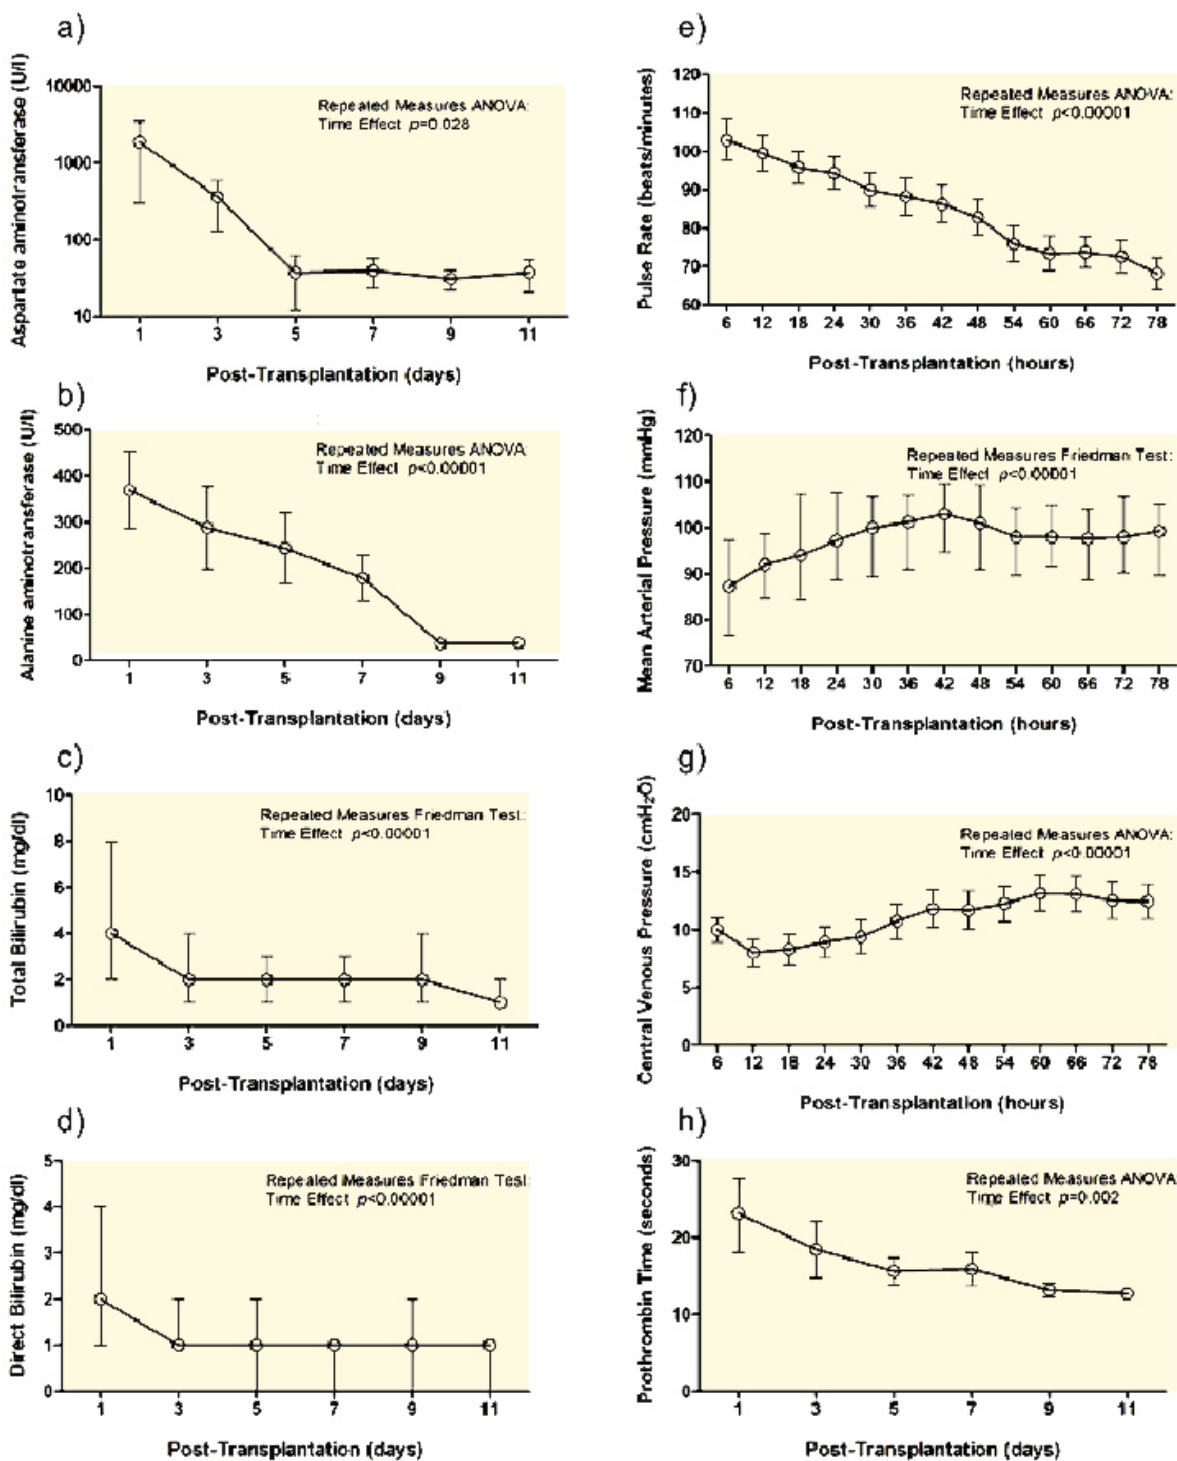 a)
Aspartate aminotransferase (U/l)
10000
1000
100
10
Repeated Measures ANOVA:
Time Effect p=0.028
1 3 5 7 9 11
Post-Transplantation (days)
b)
Alanine aminotransferase (U/l)
500
400
300
200
100
0
Repeated Measures ANOVA:
Time Effect p<0.00001
1 3 5 7 9 11
Post-Transplantation (days)
c)
Total Bilirubin (mg/dl)
10
8
6
4
2
0
Repeated Measures Friedman Test:
Time Effect p<0.00001
1 3 5 7 9 11
Post-Transplantation (days)
d)
Direct Bilirubin (mg/dl)
5
4
3
2
1
0
Repeated Measures Friedman Test:
Time Effect p<0.00001
1 3 5 7 9 11
Post-Transplantation (days)
e)
Pulse Rate (beats/minutes)
120
110
100
90
80
70
60
Repeated Measures ANOVA:
Time Effect p<0.00001
6 12 18 24 30 36 42 48 54 60 66 72 78
Post-Transplantation (hours)
f)
Mean Arterial Pressure (mmHg)
120
110
100
90
80
70
Repeated Measures Friedman Test:
Time Effect p<0.00001
6 12 18 24 30 36 42 48 54 60 66 72 78
Post-Transplantation (hours)
g)
Central Venous Pressure (cmH₂O)
20
15
10
5
0
Repeated Measures ANOVA:
Time Effect p<0.00001
6 12 18 24 30 36 42 48 54 60 66 72 78
Post-Transplantation (hours)
h)
Prothrombin Time (seconds)
30
20
10
0
Repeated Measures ANOVA:
Time Effect p=0.002
1 3 5 7 9 11
Post-Transplantation (days)